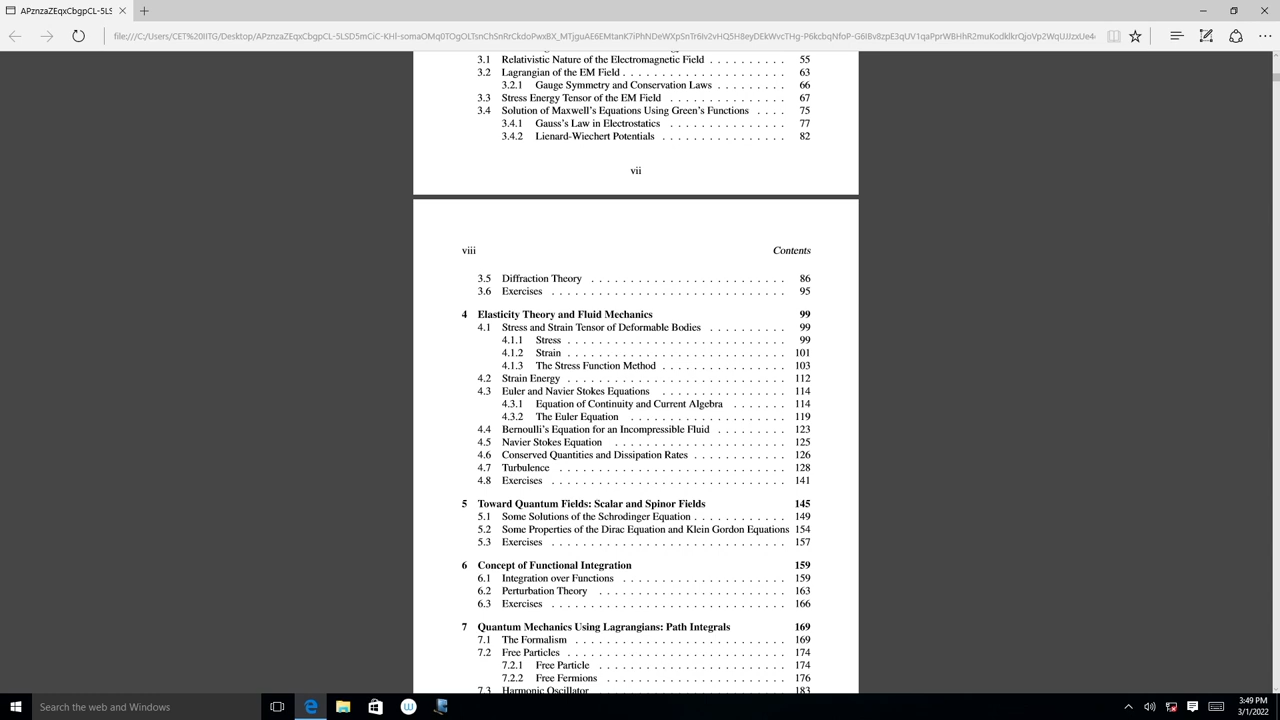 APznzaZEqxCbgpCL-5LS
3.1 Relativistic Nature of the Electromagnetic Field . . . . . . . . . . 55
3.2 Lagrangian of the EM Field . . . . . . . . . . . . . . . . . . . . . 63
3.2.1 Gauge Symmetry and Conservation Laws . . . . . . . . . 66
3.3 Stress Energy Tensor of the EM Field . . . . . . . . . . . . . . . 67
3.4 Solution of Maxwell's Equations Using Green's Functions . . . . 75
3.4.1 Gauss's Law in Electrostatics . . . . . . . . . . . . . . . 77
3.4.2 Lienard-Wiechert Potentials . . . . . . . . . . . . . . . . 82
vii
viii Contents
3.5 Diffraction Theory . . . . . . . . . . . . . . . . . . . . . . . . . . 86
3.6 Exercises . . . . . . . . . . . . . . . . . . . . . . . . . . . . . . . 95
4 Elasticity Theory and Fluid Mechanics 99
4.1 Stress and Strain Tensor of Deformable Bodies . . . . . . . . . . 99
4.1.1 Stress . . . . . . . . . . . . . . . . . . . . . . . . . . . . 99
4.1.2 Strain . . . . . . . . . . . . . . . . . . . . . . . . . . . . 101
4.1.3 The Stress Function Method . . . . . . . . . . . . . . . . 103
4.2 Strain Energy . . . . . . . . . . . . . . . . . . . . . . . . . . . . 112
4.3 Euler and Navier Stokes Equations . . . . . . . . . . . . . . . . 114
4.3.1 Equation of Continuity and Current Algebra . . . . . . . 114
4.3.2 The Euler Equation . . . . . . . . . . . . . . . . . . . . 119
4.4 Bernoulli's Equation for an Incompressible Fluid . . . . . . . . . 123
4.5 Navier Stokes Equation . . . . . . . . . . . . . . . . . . . . . . 125
4.6 Conserved Quantities and Dissipation Rates . . . . . . . . . . . . 126
4.7 Turbulence . . . . . . . . . . . . . . . . . . . . . . . . . . . . . 128
4.8 Exercises . . . . . . . . . . . . . . . . . . . . . . . . . . . . . . 141
5 Toward Quantum Fields: Scalar and Spinor Fields 145
5.1 Some Solutions of the Schrodinger Equation . . . . . . . . . . . . 149
5.2 Some Properties of the Dirac Equation and Klein Gordon Equations 154
5.3 Exercises . . . . . . . . . . . . . . . . . . . . . . . . . . . . . . 157
6 Concept of Functional Integration 159
6.1 Integration over Functions . . . . . . . . . . . . . . . . . . . . . 159
6.2 Perturbation Theory . . . . . . . . . . . . . . . . . . . . . . . . 163
6.3 Exercises . . . . . . . . . . . . . . . . . . . . . . . . . . . . . . 166
7 Quantum Mechanics Using Lagrangians: Path Integrals 169
7.1 The Formalism . . . . . . . . . . . . . . . . . . . . . . . . . . . 169
7.2 Free Particles . . . . . . . . . . . . . . . . . . . . . . . . . . . . 174
7.2.1 Free Particle . . . . . . . . . . . . . . . . . . . . . . . . 174
7.2.2 Free Fermions . . . . . . . . . . . . . . . . . . . . . . . 176
7.3 Harmonic Oscillator . . . . . . . . . . . . . . . . . . . . . . . . 183
Search the web and Windows
3:49 PM
3/1/2022